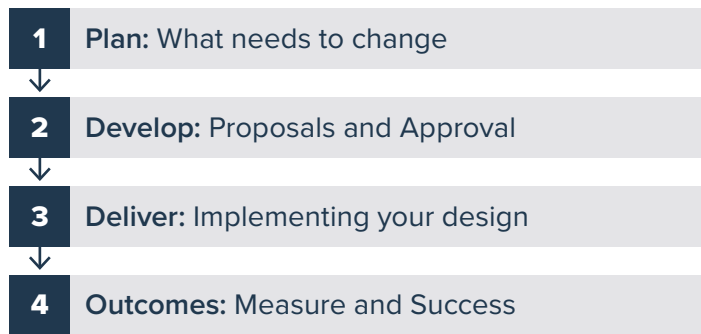 1 Plan: What needs to change
2 Develop: Proposals and Approval
3 Deliver: Implementing your design
4 Outcomes: Measure and Success